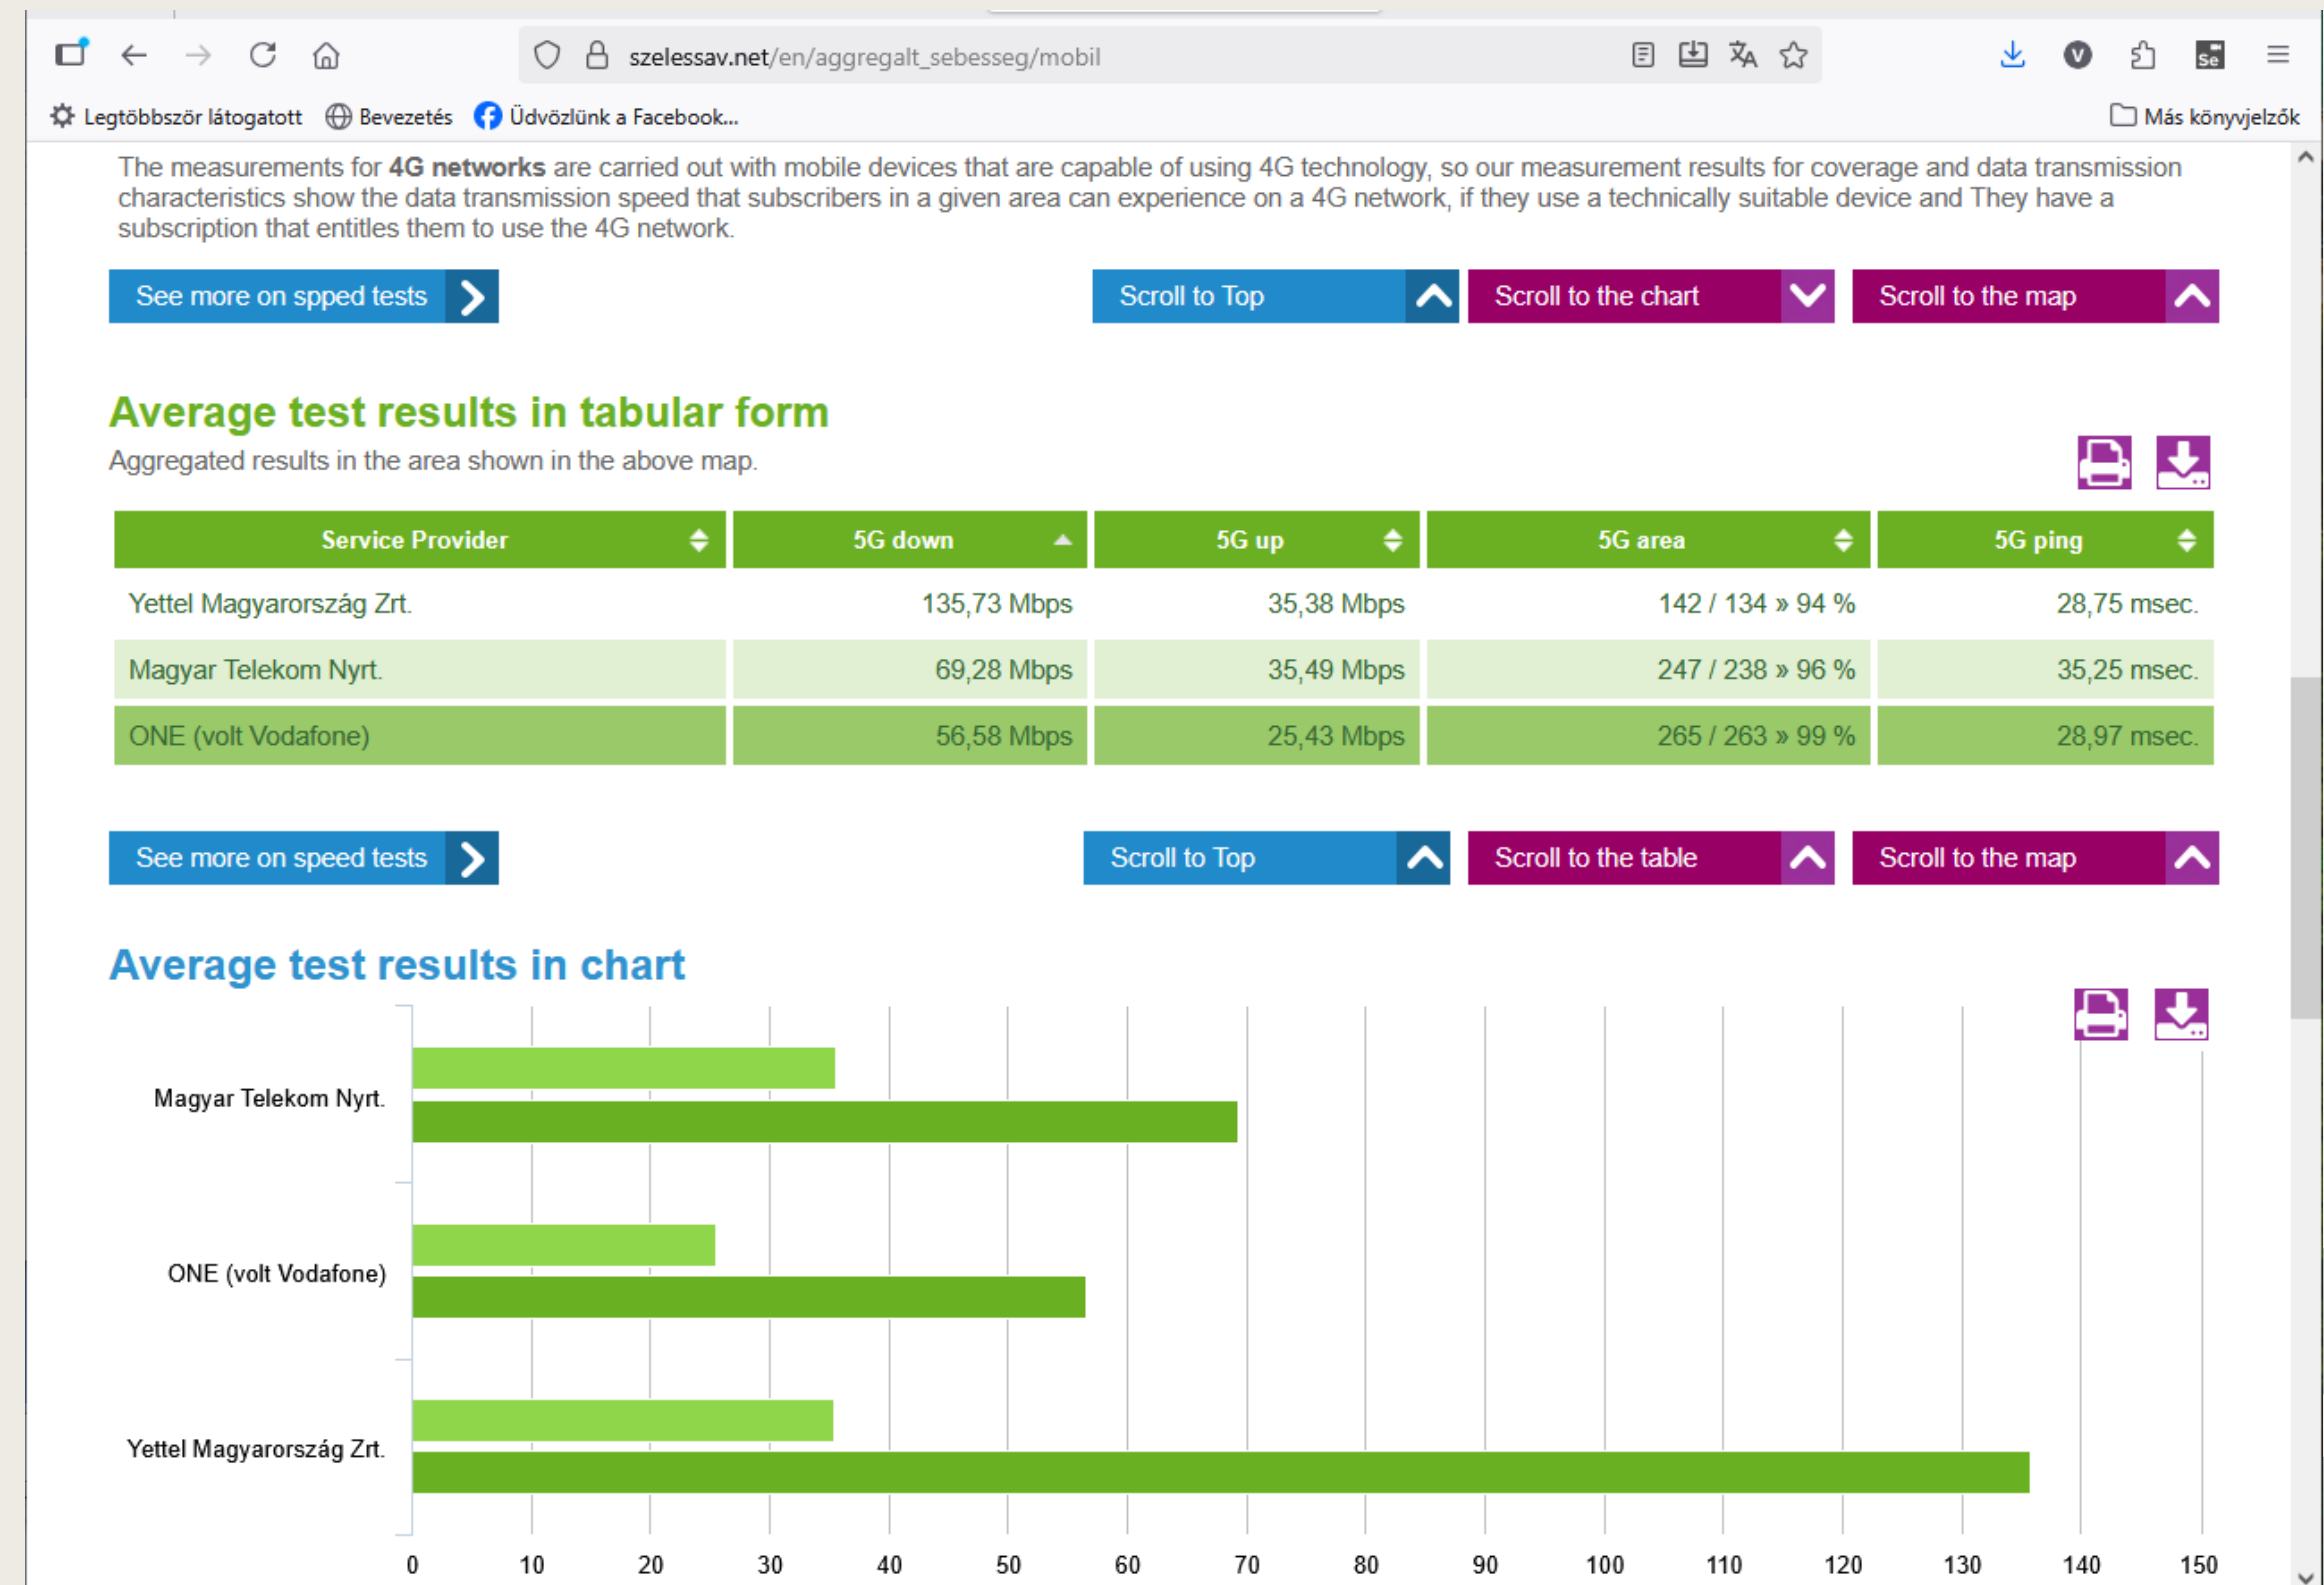 szelessav.net/en/aggregalt_sebesseg/mobil
V
Se
Legtöbbször látogatott Bevezetés Üdvözlünk a Facebook... Más könyvjelzők
The measurements for 4G networks are carried out with mobile devices that are capable of using 4G technology, so our measurement results for coverage and data transmission
characteristics show the data transmission speed that subscribers in a given area can experience on a 4G network, if they use a technically suitable device and They have a
subscription that entitles them to use the 4G network.
See more on spped tests Scroll to Top Scroll to the chart Scroll to the map
Average test results in tabular form
Aggregated results in the area shown in the above map.
Service Provider 5G down 5G up 5G area 5G ping
Yettel Magyarország Zrt. 135,73 Mbps 35,38 Mbps 142 / 134 » 94 % 28,75 msec.
Magyar Telekom Nyrt. 69,28 Mbps 35,49 Mbps 247 / 238 » 96 % 35,25 msec.
ONE (volt Vodafone) 56,58 Mbps 25,43 Mbps 265 / 263 » 99 % 28,97 msec.
See more on speed tests Scroll to Top Scroll to the table Scroll to the map
Average test results in chart
Magyar Telekom Nyrt.
ONE (volt Vodafone)
Yettel Magyarország Zrt.
0 10 20 30 40 50 60 70 80 90 100 110 120 130 140 150